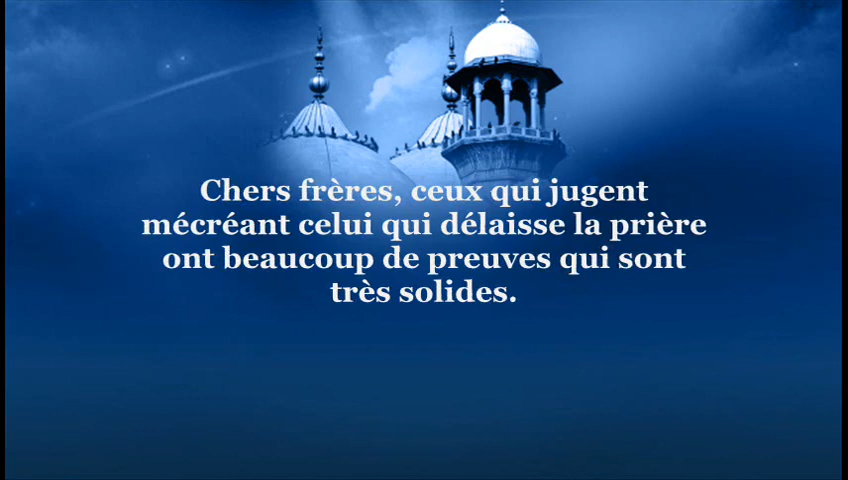 Chers frères, ceux qui jugent
mécréant celui qui délaisse la prière
ont beaucoup de preuves qui sont
très solides.